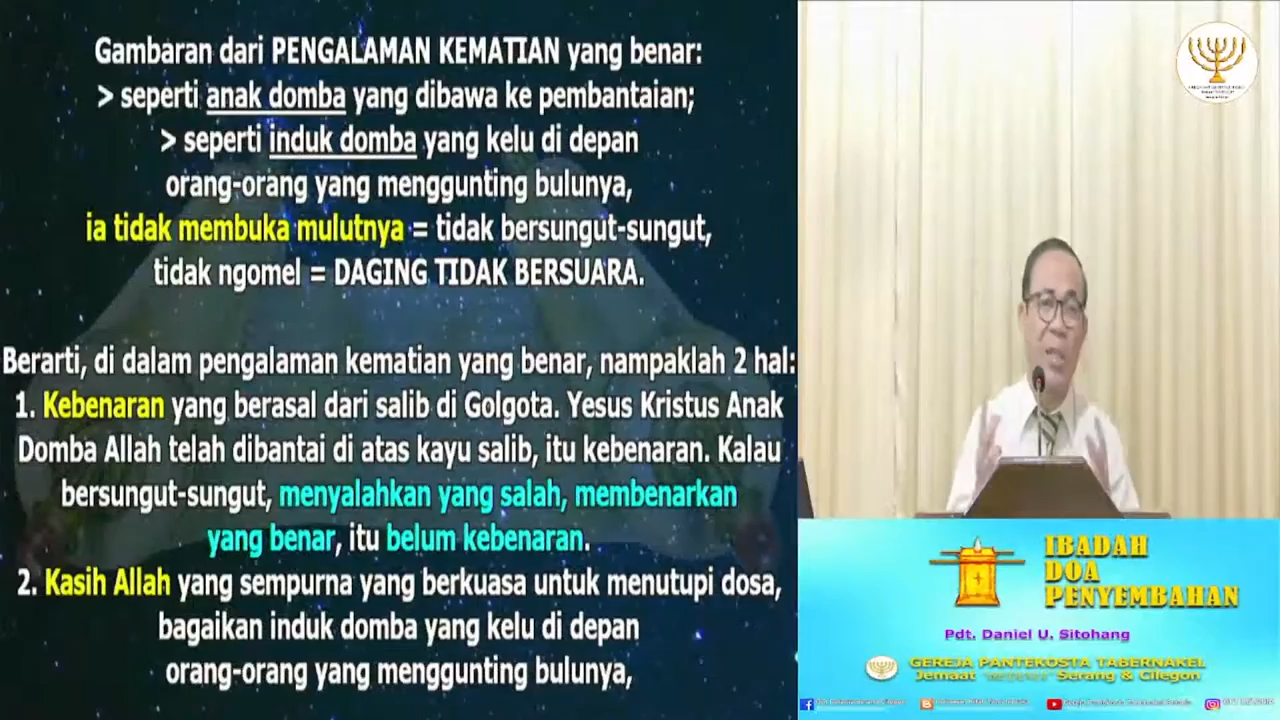 Gambaran dari PENGALAMAN KEMATIAN yang benar:
> seperti anak domba yang dibawa ke pembantaian;
> seperti induk domba yang kelu di depan
orang-orang yang menggunting bulunya,
ia tidak membuka mulutnya = tidak bersungut-sungut,
tidak ngomel = DAGING TIDAK BERSUARA.
Berarti, di dalam pengalaman kematian yang benar, nampaklah 2 hal:
1. Kebenaran yang berasal dari salib di Golgota. Yesus Kristus Anak
Domba Allah telah dibantai di atas kayu salib, itu kebenaran. Kalau
bersungut-sungut, menyalahkan yang salah, membenarkan
yang benar, itu belum kebenaran.
2. Kasih Allah yang sempurna yang berkuasa untuk menutupi dosa,
bagaikan induk domba yang kelu di depan
orang-orang yang menggunting bulunya,
IBADAH
DOA
PENYEMBAHAN
Pdt. Daniel U. Sitohang
GEREJA PANTEKOSTA TABERNAKEL
Jemaat Serang & Cilegon